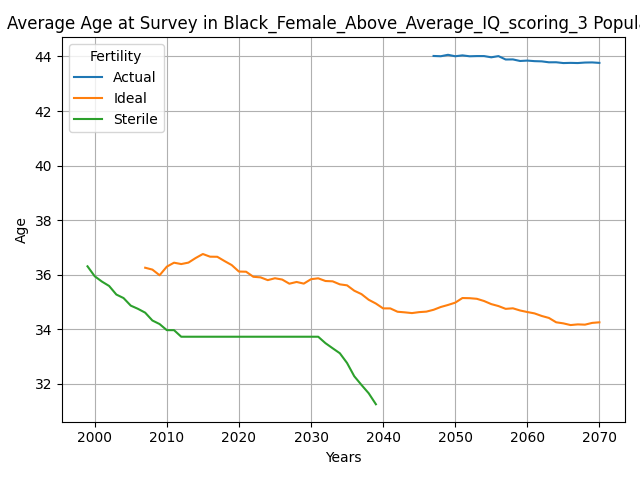 Average Age at Survey in Black_Female_Above_Average_IQ_scoring_3 Popul
Fertility
Actual
Ideal
Sterile
44
42
40
38
36
34
32
Age
2000 2010 2020 2030 2040 2050 2060 2070
Years